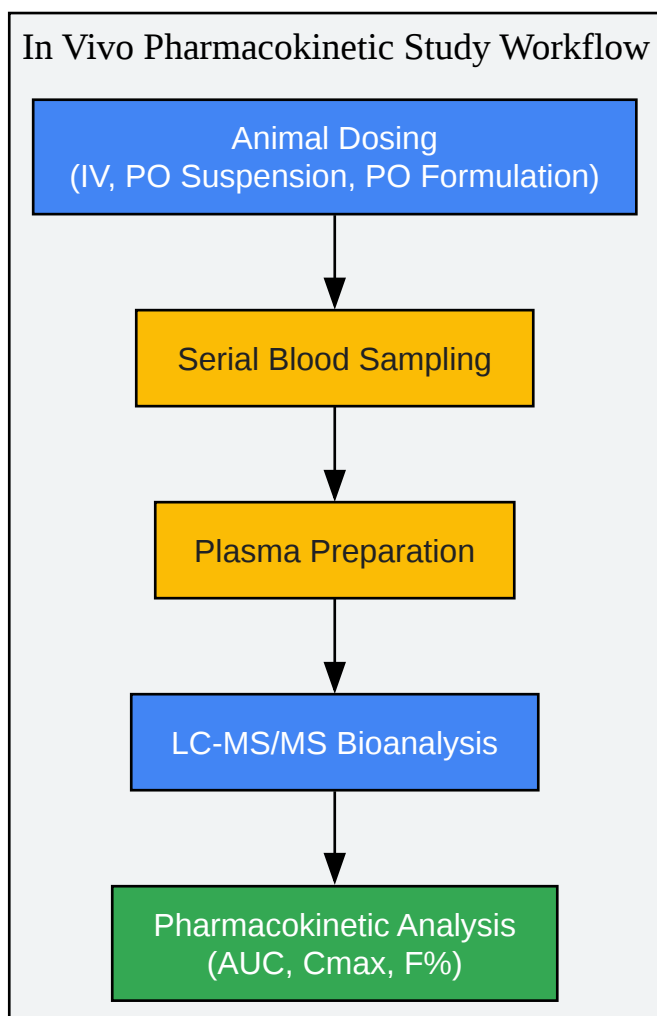 In Vivo Pharmacokinetic Study Workflow
Animal Dosing
(IV, PO Suspension, PO Formulation)
Serial Blood Sampling
Plasma Preparation
LC-MS/MS Bioanalysis
Pharmacokinetic Analysis
(AUC, Cmax, F%)